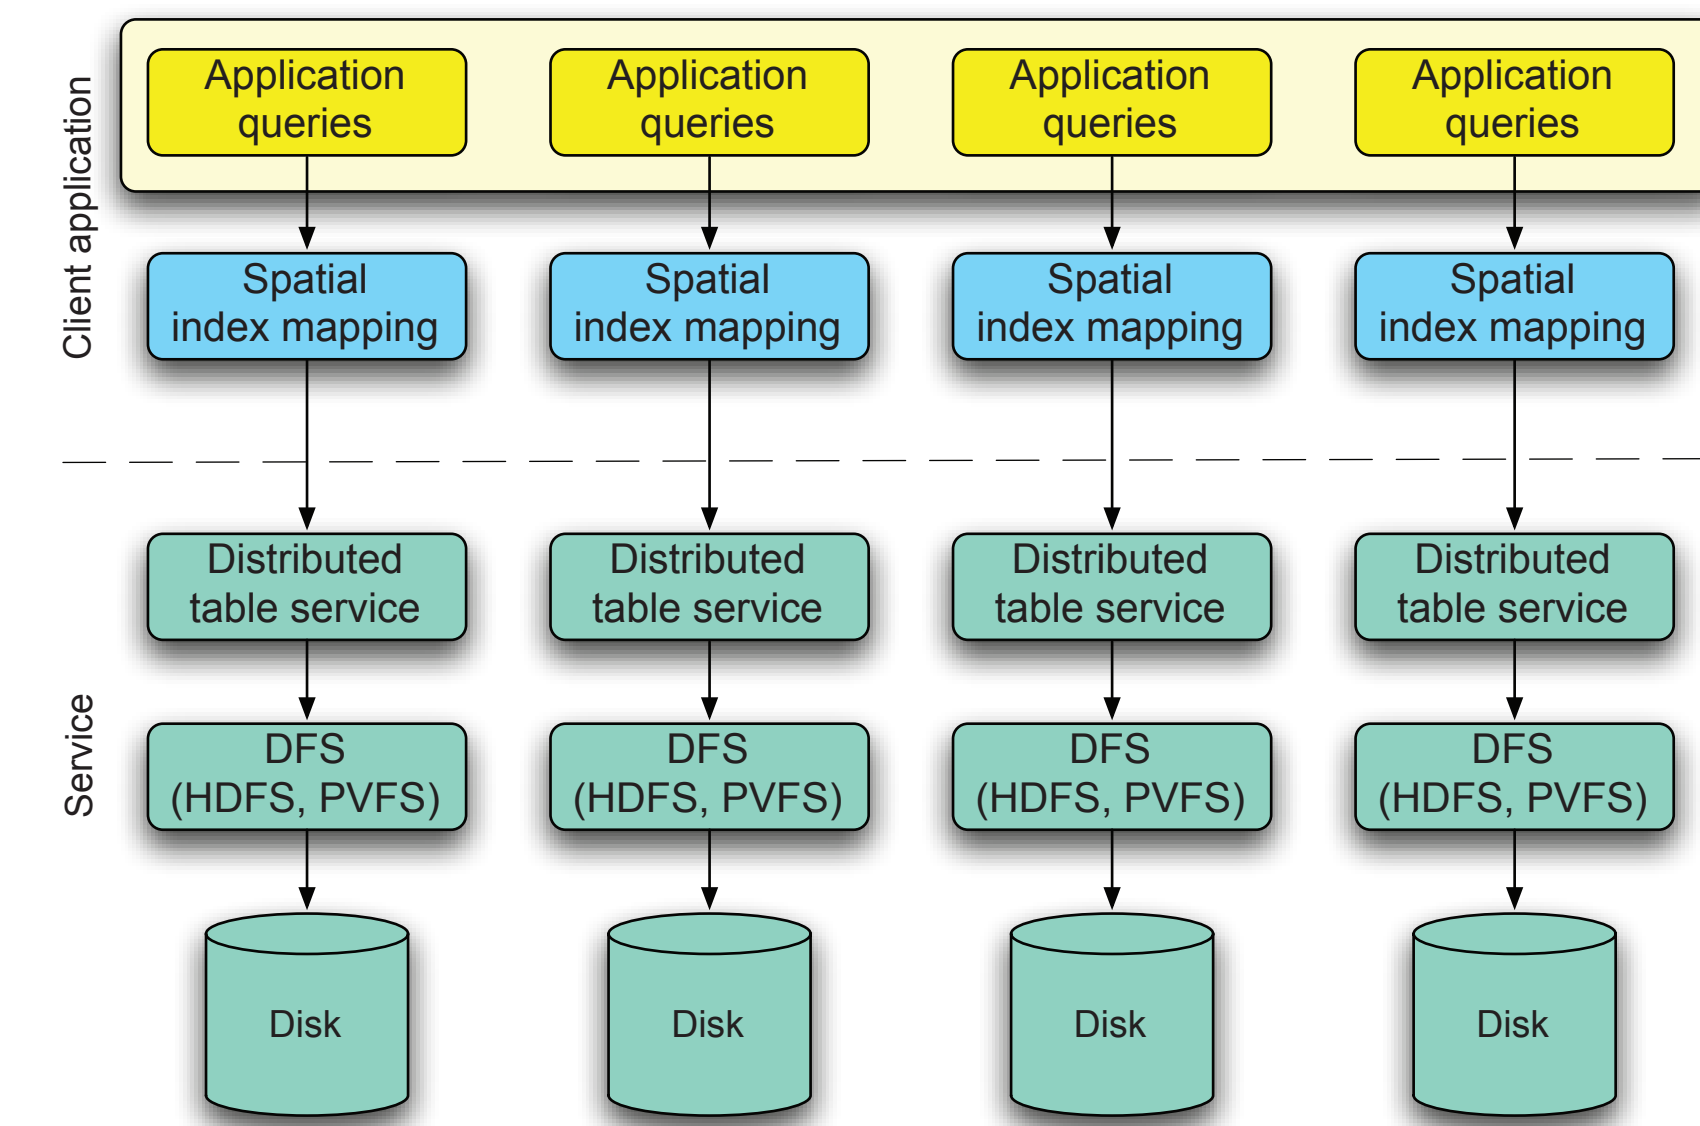 Client application
Application
queries
Application
queries
Application
queries
Application
queries
Spatial
index mapping
Spatial
index mapping
Spatial
index mapping
Spatial
index mapping
Service
Distributed
table service
Distributed
table service
Distributed
table service
Distributed
table service
DFS
(HDFS, PVFS)
DFS
(HDFS, PVFS)
DFS
(HDFS, PVFS)
DFS
(HDFS, PVFS)
Disk
Disk
Disk
Disk